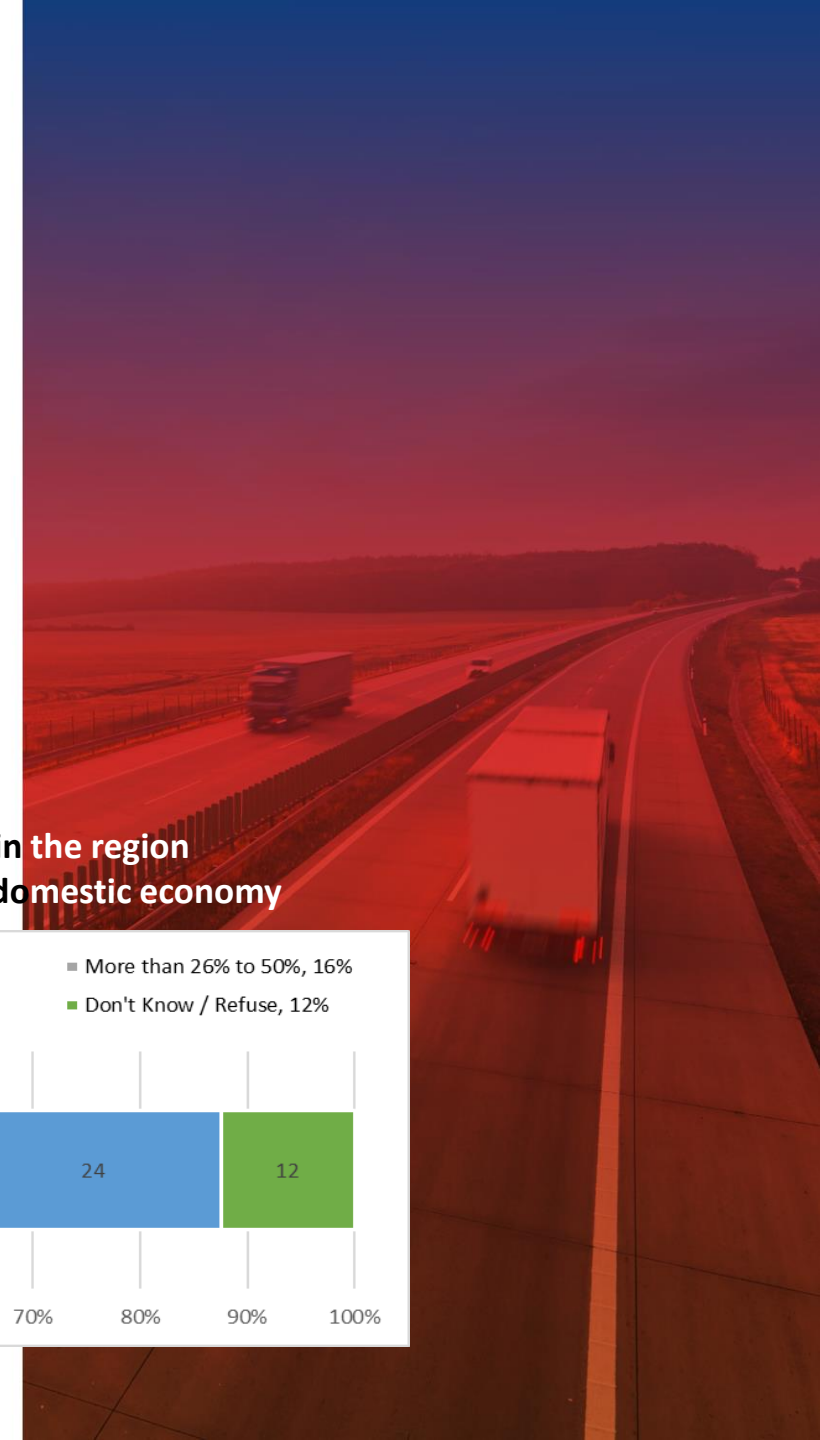 in the region
domestic economy
More than 26% to 50%, 16%
Don't Know / Refuse, 12%
24
12
70%
80%
90%
100%